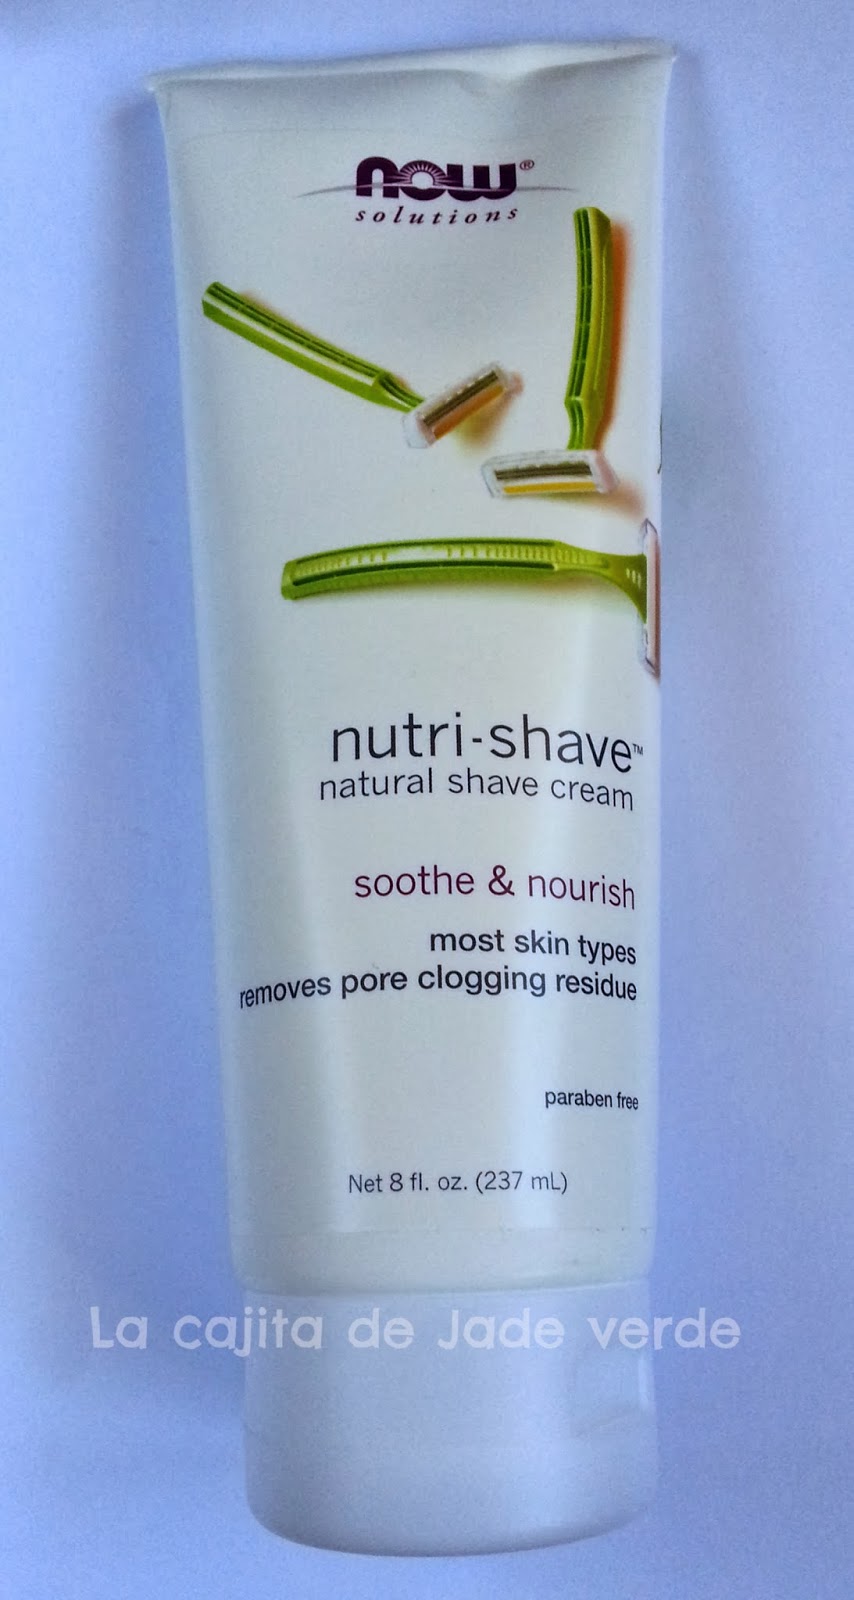 now®
solutions
nutri-shave™
natural shave cream
soothe & nourish
most skin types
removes pore clogging residue
paraben free
Net 8 fl. oz. (237 mL)
La cajita de Jade verde